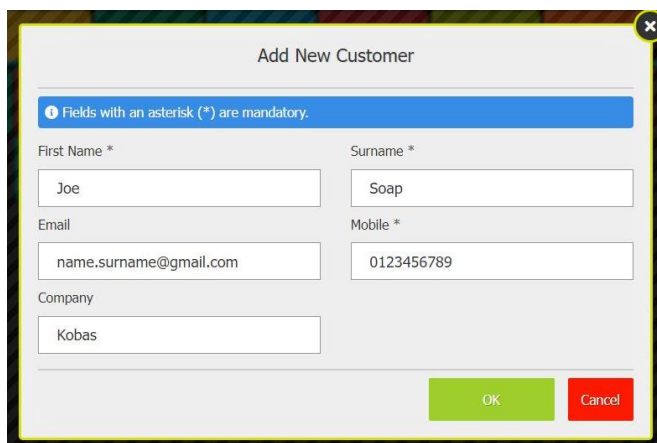 Add New Customer
Fields with an asterisk (*) are mandatory.
First Name * Surname *
Joe Soap
Email Mobile *
name.surname@gmail.com 0123456789
Company
Kobas
OK Cancel